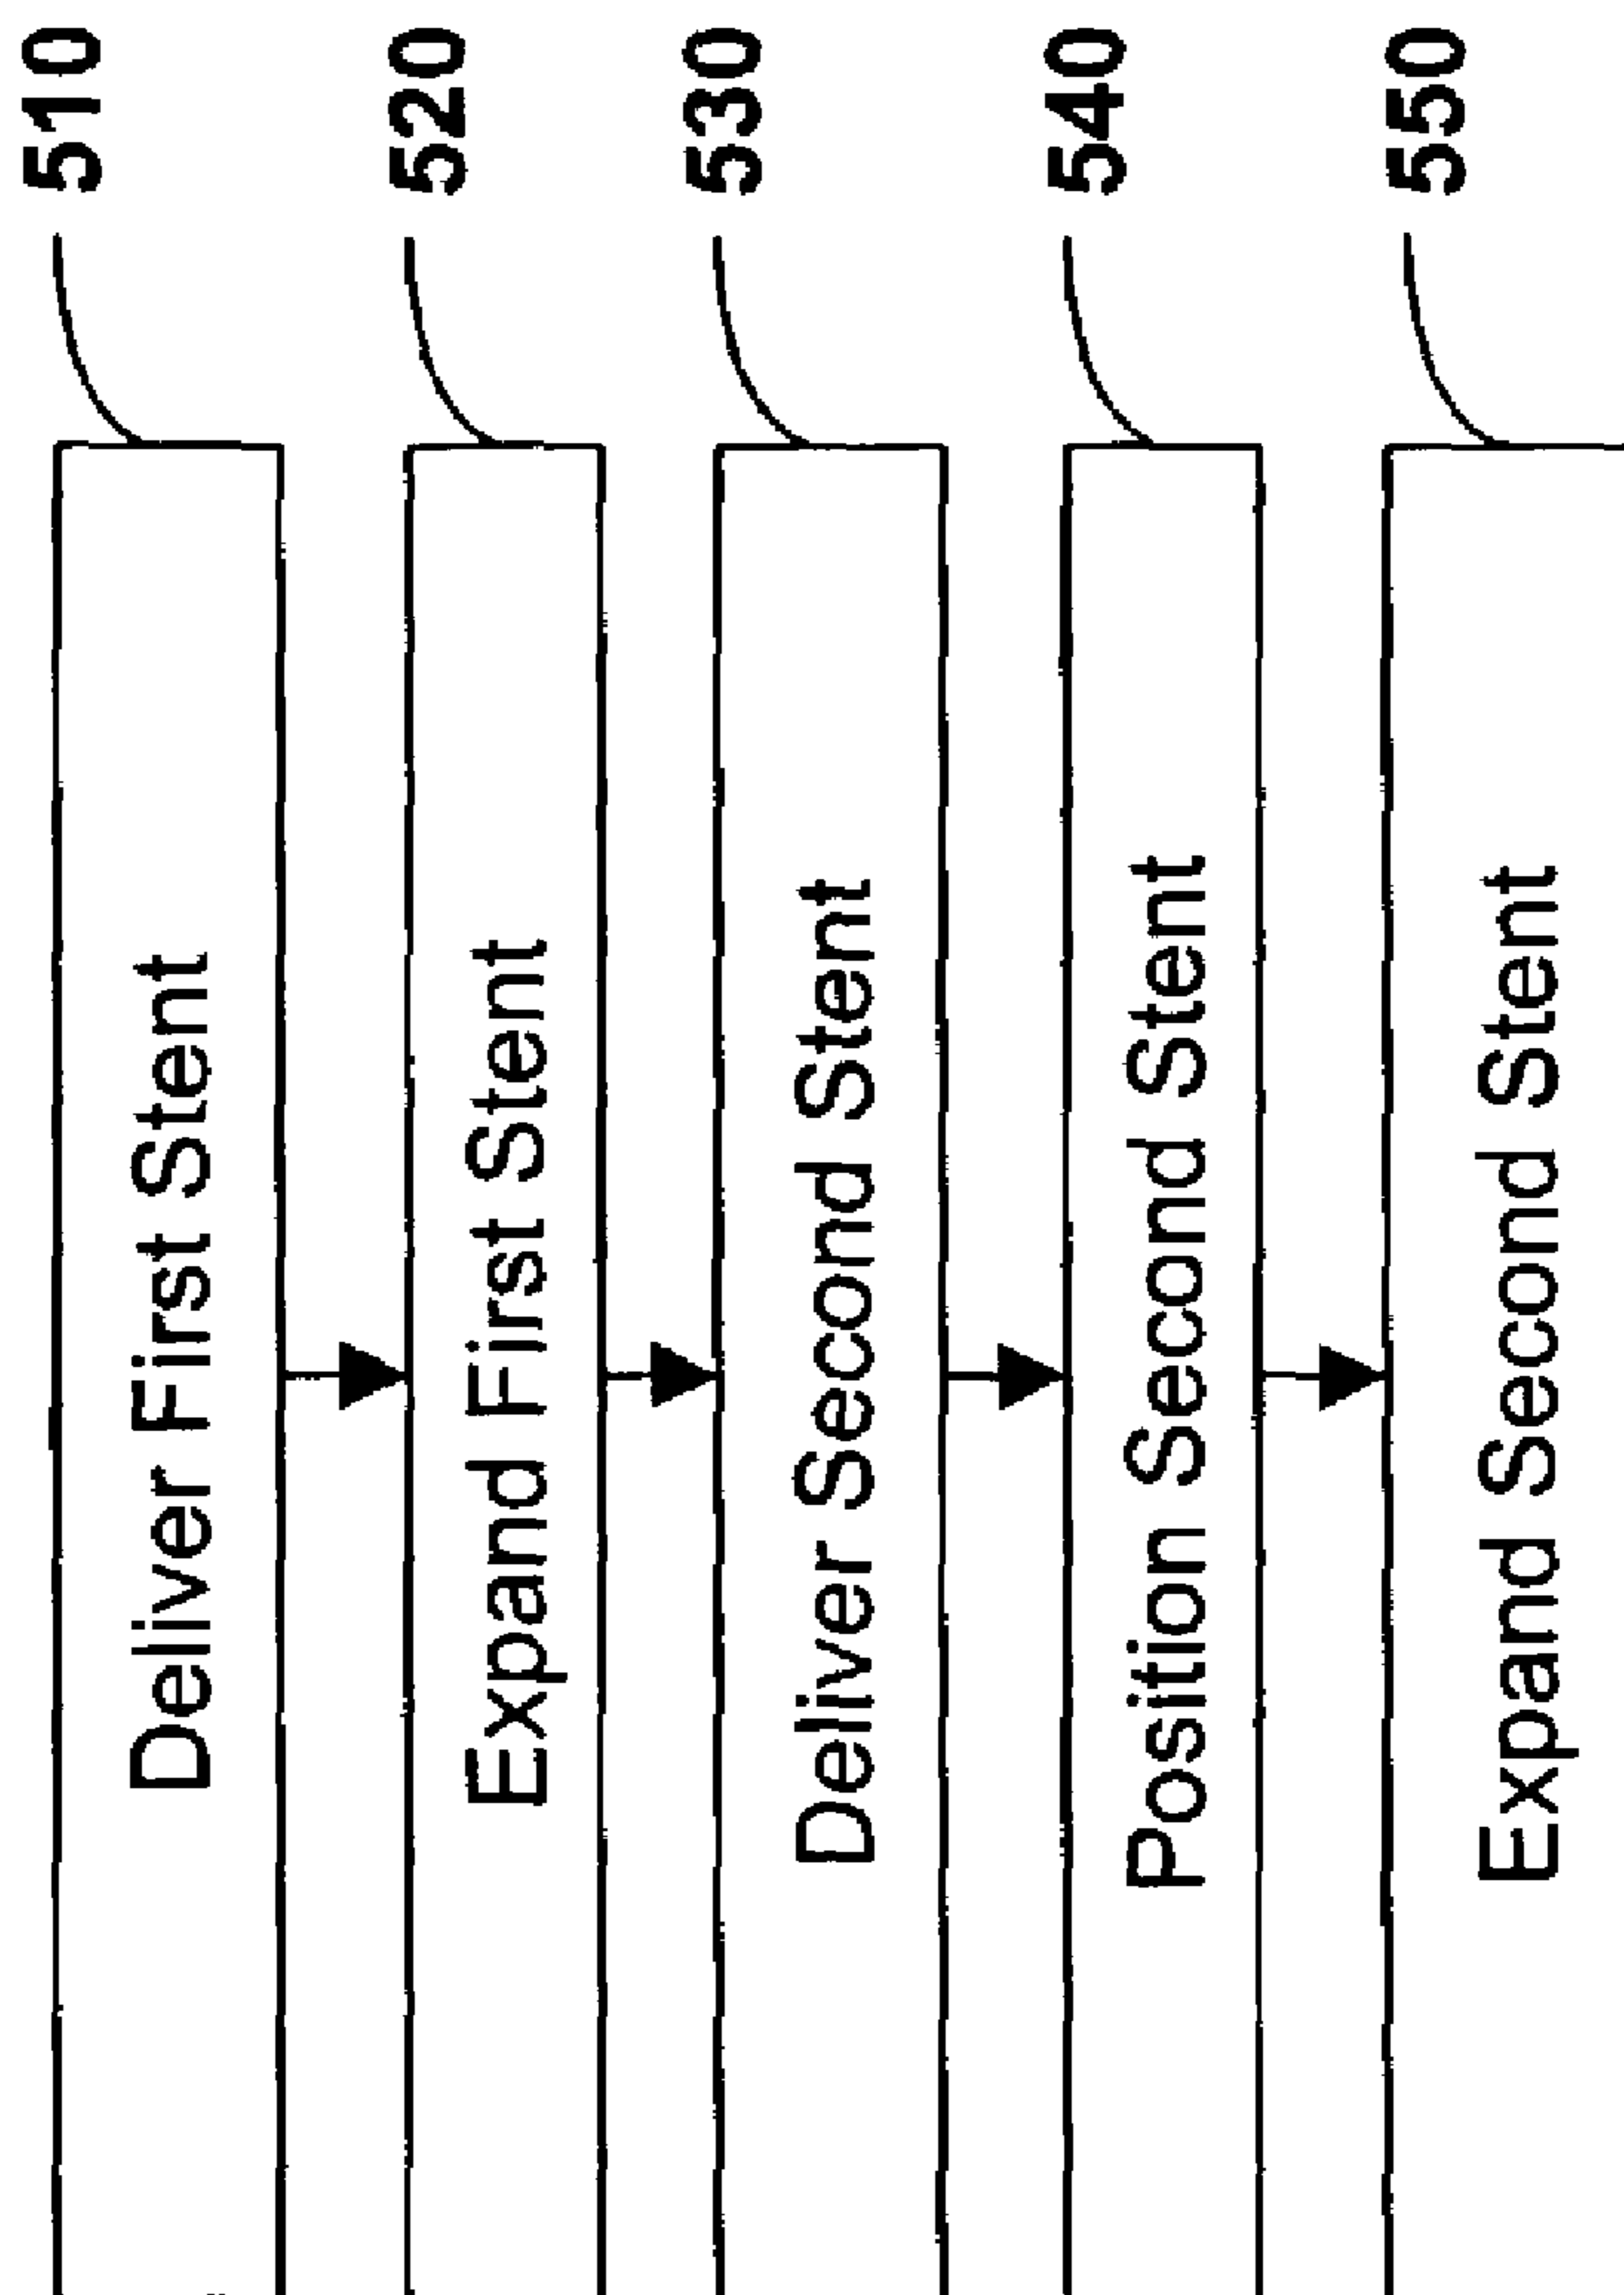 Deliver First Stent 510
Expand First Stent 520
Deliver Second Stent 530
Position Second Stent 540
Expand Second Stent 550